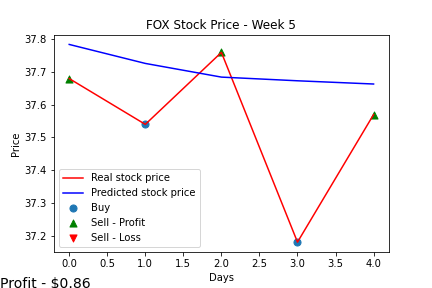 FOX Stock Price - Week 5
37.8
37.7
37.6
37.5
37.4
37.3
37.2
Price
Real stock price
Predicted stock price
Buy
Sell - Profit
Sell - Loss
0.0 0.5 1.0 1.5 2.0 2.5 3.0 3.5 4.0
Days
Profit - $0.86